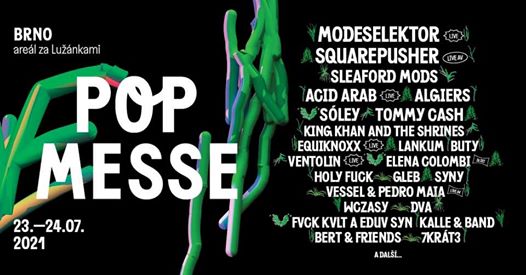 BRNO
areál za Lužánkami
POP
MESSE
23.—24.07.
2021
MODESELEKTOR LIVE
SQUAREPUSHER LIVE AV
SLEAFORD MODS
ACID ARAB LIVE ALGIERS
SÓLEY TOMMY CASH
KING KHAN AND THE SHRINES
EQUIKNOXX LIVE LANKUM BUTY
VENTOLIN LIVE ELENA COLOMBI
HOLY FUCK GLEB SYNY
VESSEL & PEDRO MAIA LIVE AV
WCZASY DVA
FVCK KVLT A EDUV SYN KALLE & BAND
BERT & FRIENDS 7KRÁT3
A DALŠÍ...